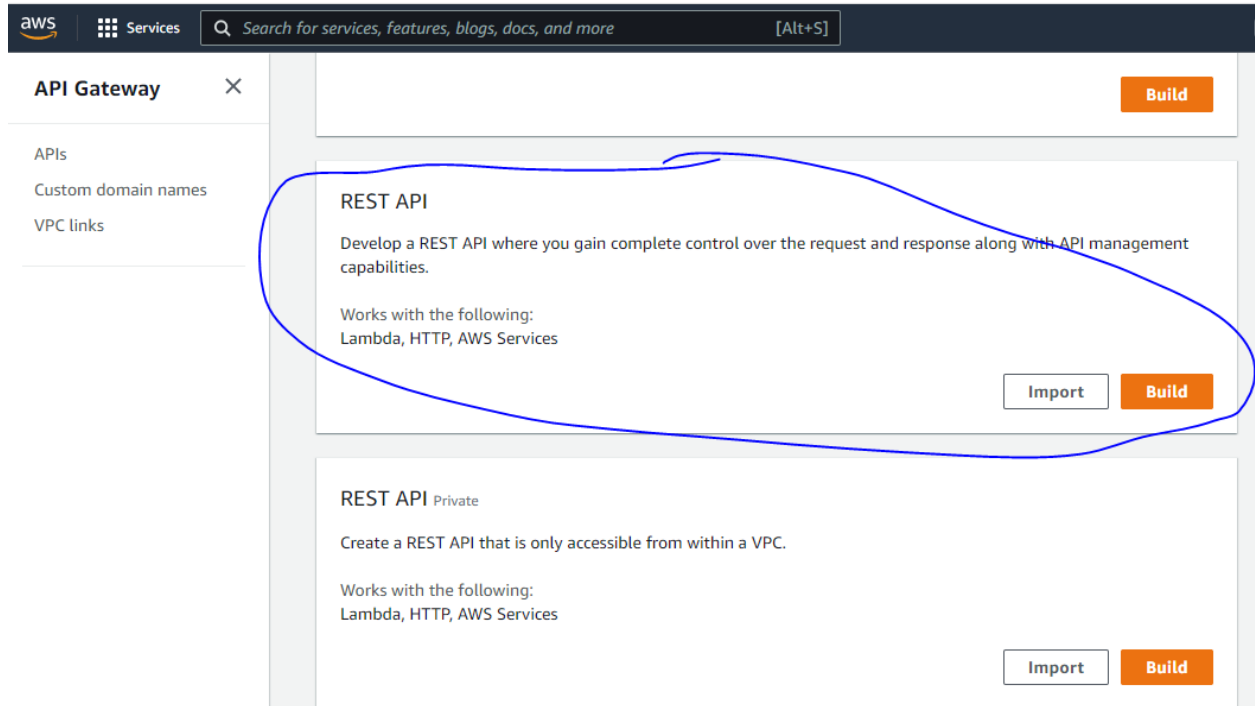 aws
Services
Search for services, features, blogs, docs, and more
[Alt+S]
API Gateway
APIs
Custom domain names
VPC links
Build
REST API
Develop a REST API where you gain complete control over the request and response along with API management
capabilities.
Works with the following:
Lambda, HTTP, AWS Services
Import
Build
REST API Private
Create a REST API that is only accessible from within a VPC.
Works with the following:
Lambda, HTTP, AWS Services
Import
Build